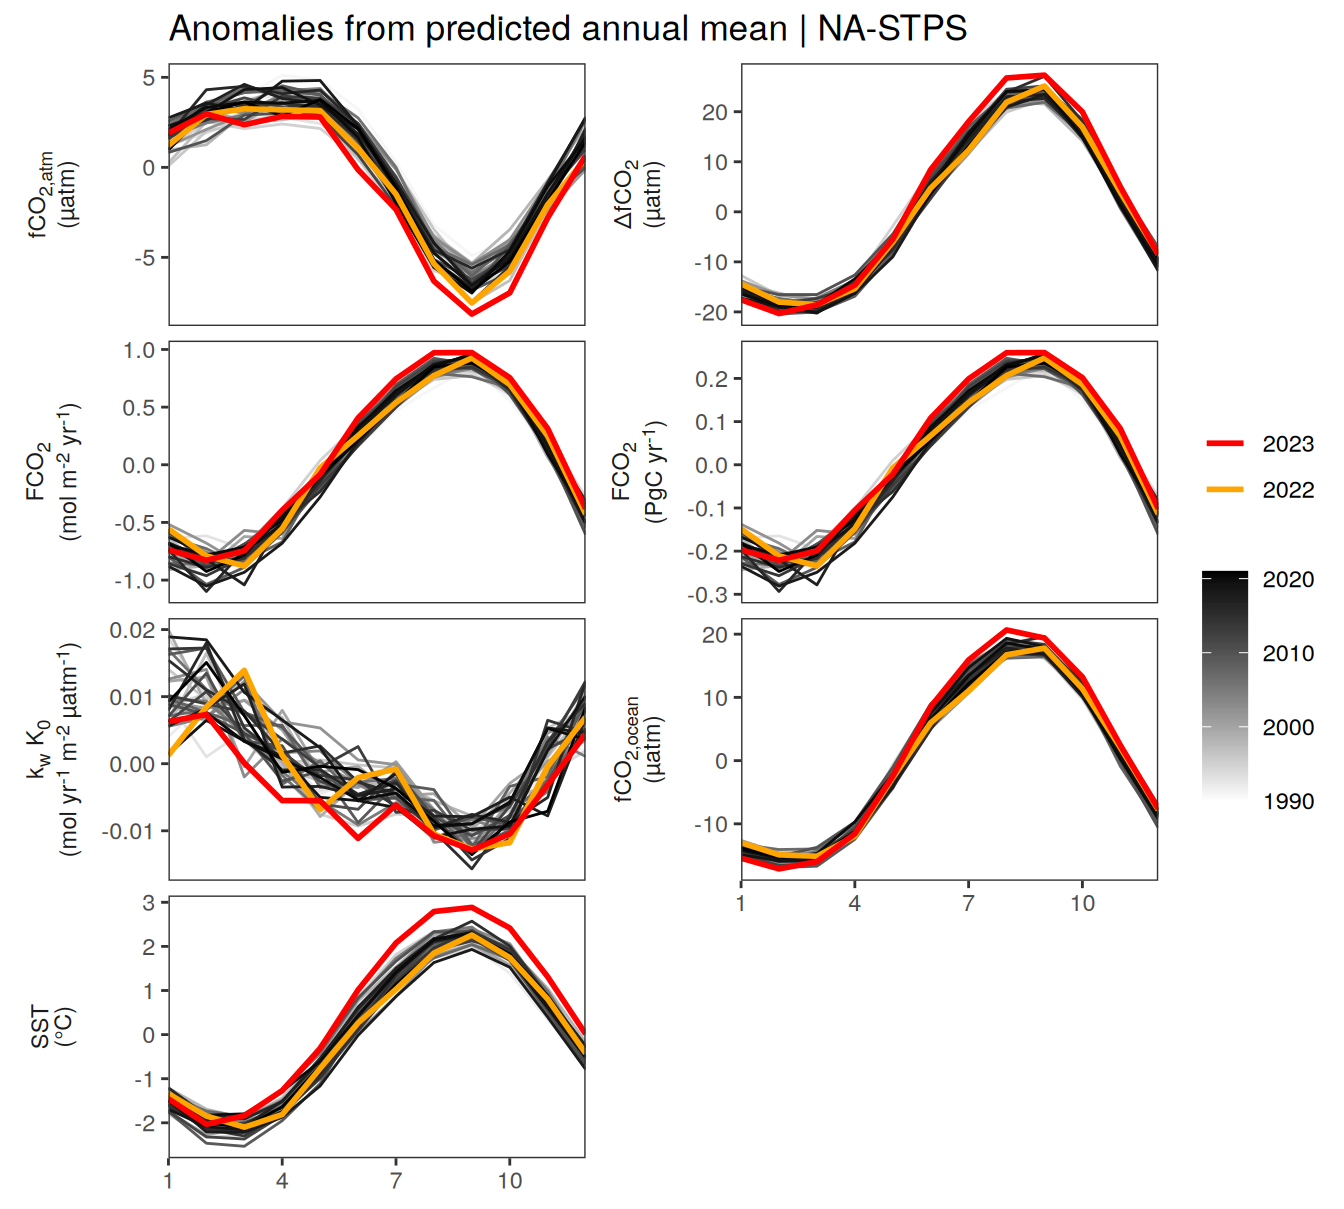 Anomalies from predicted annual mean | NA-STPS
fCO2,atm
(µatm)
5
0
-5
ΔfCO2
(µatm)
20
10
0
-10
-20
FCO2
(mol m-2 yr-1)
1.0
0.5
0.0
-0.5
-1.0
FCO2
(PgC yr-1)
0.2
0.1
0.0
-0.1
-0.2
-0.3
kw K0
(mol yr-1 m-2 µatm-1)
0.02
0.01
0.00
-0.01
fCO2,ocean
(µatm)
20
10
0
-10
1 4 7 10
SST
(°C)
3
2
1
0
-1
-2
1 4 7 10
2023
2022
2020
2010
2000
1990